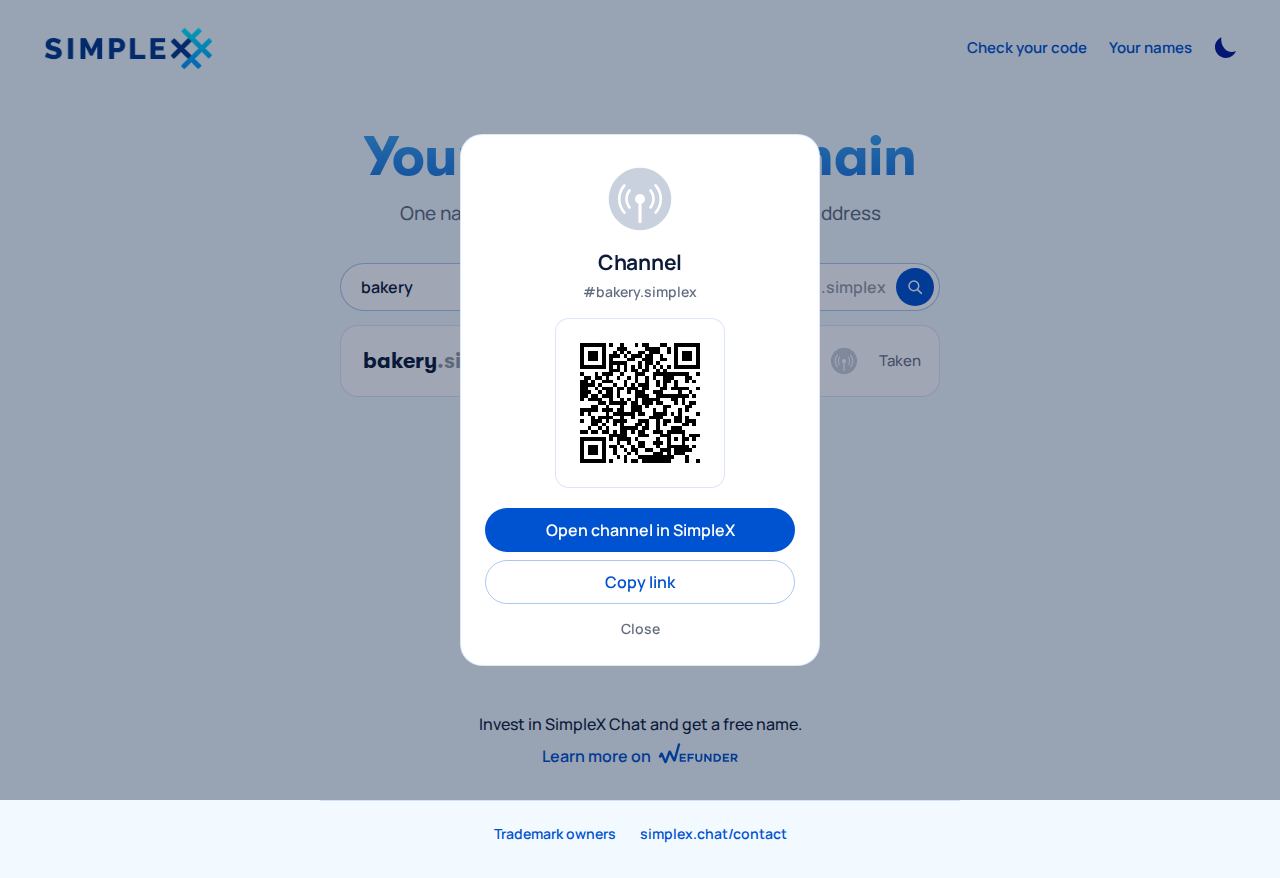 SIMPLEX
Check your code
Your names
You
main
One na
ddress
bakery
.simplex
bakery.si
Taken
Channel
#bakery.simplex
Open channel in SimpleX
Copy link
Close
Invest in SimpleX Chat and get a free name.
Learn more on WEFUNDER
Trademark owners
simplex.chat/contact